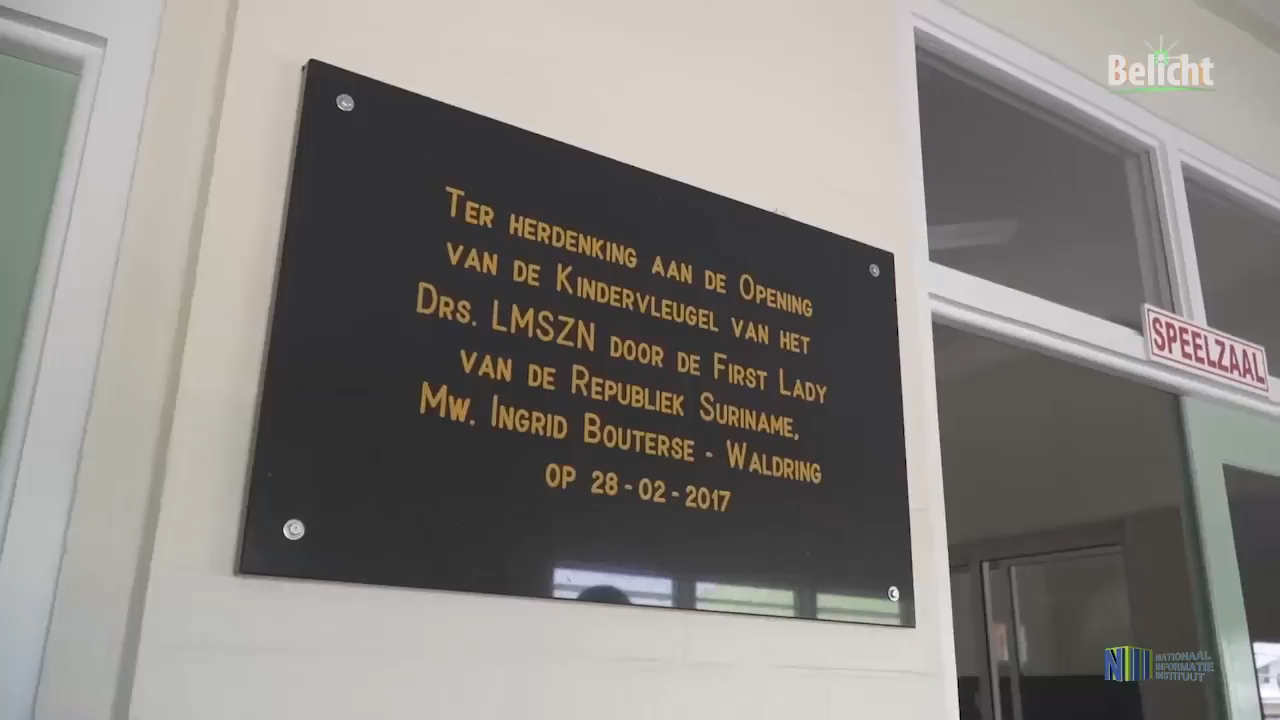 Belicht
TER HERDENKING AAN DE OPENING
VAN DE KINDERVLEUGEL VAN HET
DRS. LMSZN DOOR DE FIRST LADY
VAN DE REPUBLIEK SURINAME,
MW. INGRID BOUTERSE - WALDRING
OP 28-02-2017
SPEELZAAL
NII NATIONAAL
INFORMATIE
INSTITUUT